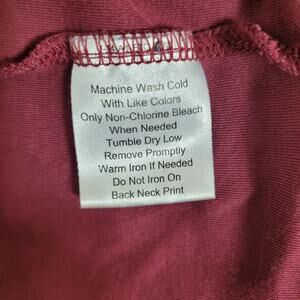 Machine Wash Cold
With Like Colors
Only Non-Chlorine Bleach
When Needed
Tumble Dry Low
Remove Promptly
Warm Iron If Needed
Do Not Iron On
Back Neck Print